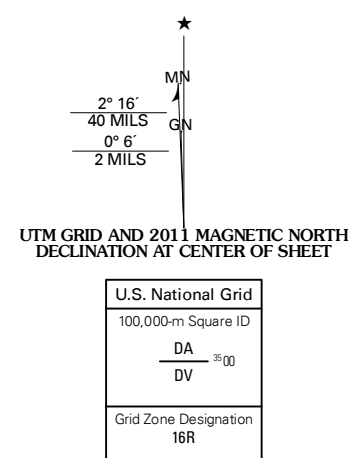 ★
MN
2° 16´
40 MILS
GN
0° 6´
2 MILS
UTM GRID AND 2011 MAGNETIC NORTH
DECLINATION AT CENTER OF SHEET
U.S. National Grid
100,000-m Square ID
DA
3500
DV
Grid Zone Designation
16R